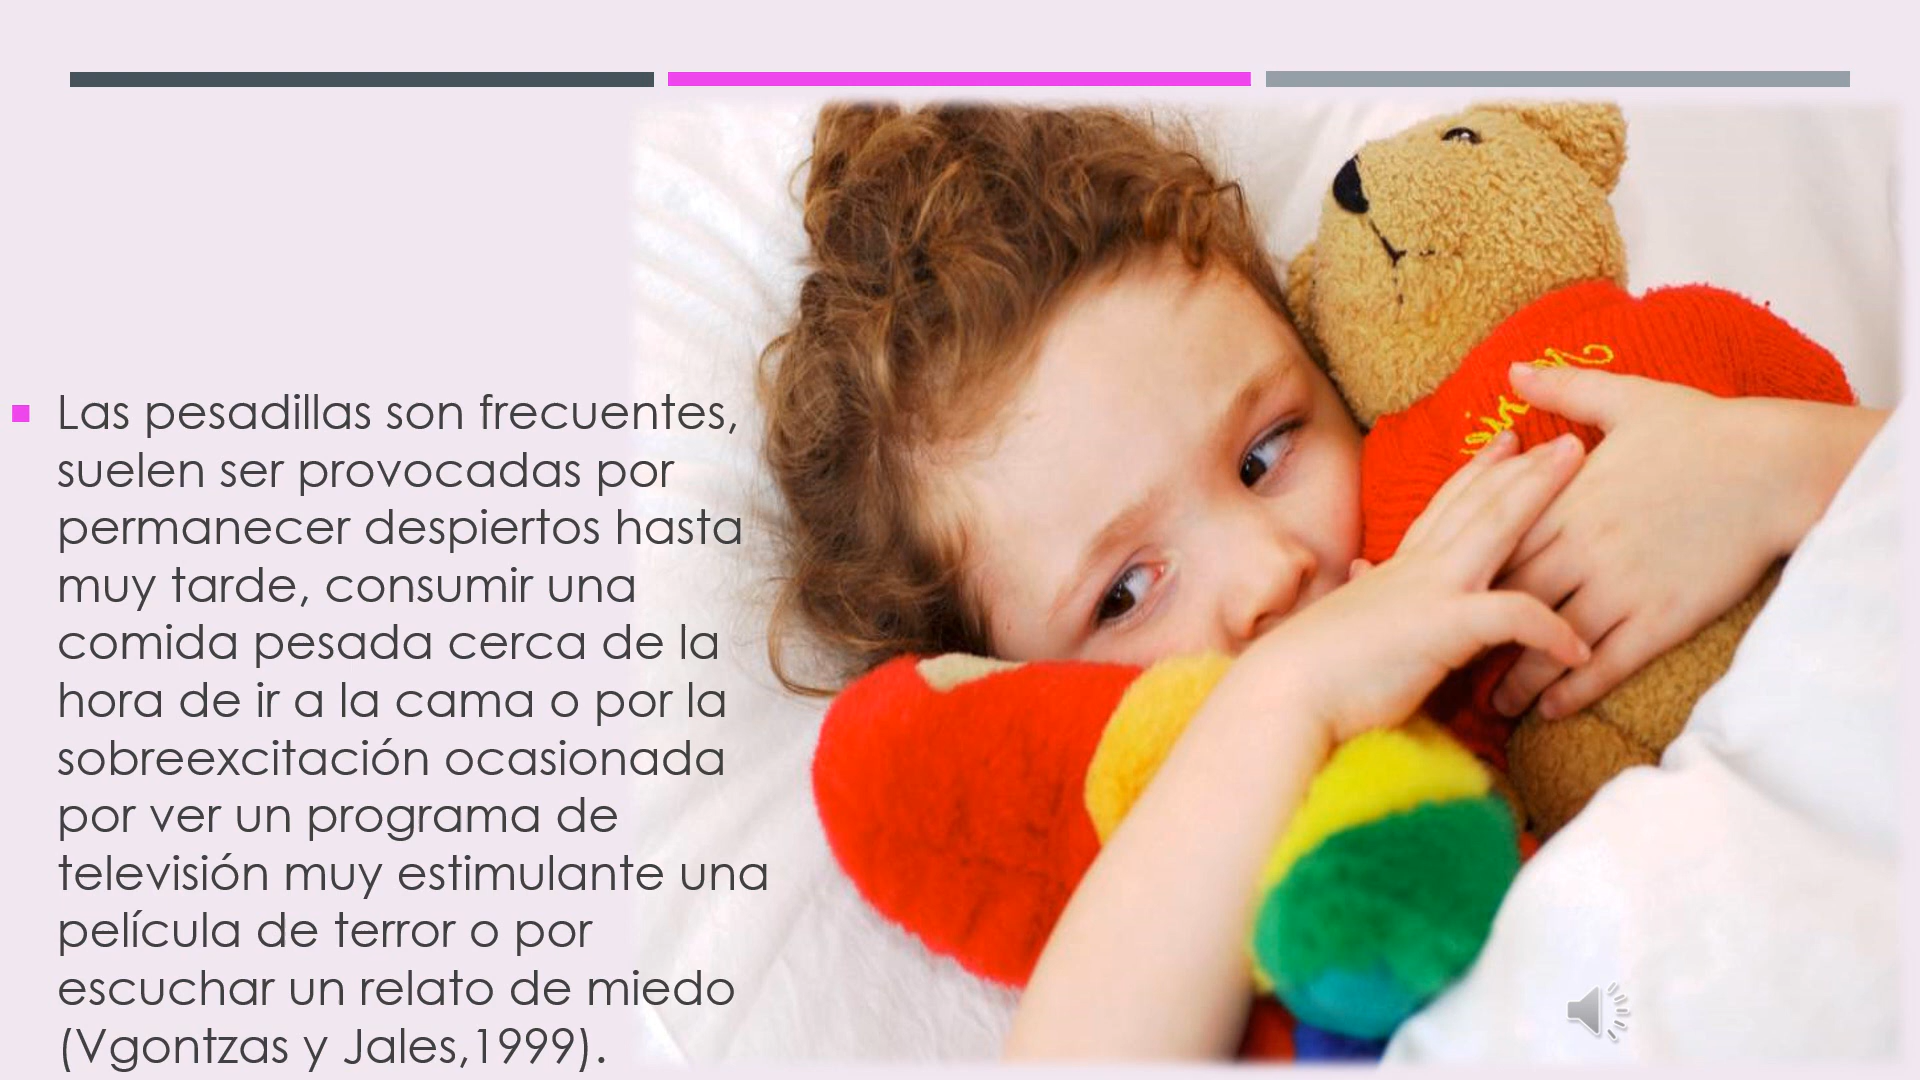 Las pesadillas son frecuentes,
suelen ser provocadas por
permanecer despiertos hasta
muy tarde, consumir una
comida pesada cerca de la
hora de ir a la cama o por la
sobreexcitación ocasionada
por ver un programa de
televisión muy estimulante una
película de terror o por
escuchar un relato de miedo
(Vgontzas y Jales,1999).